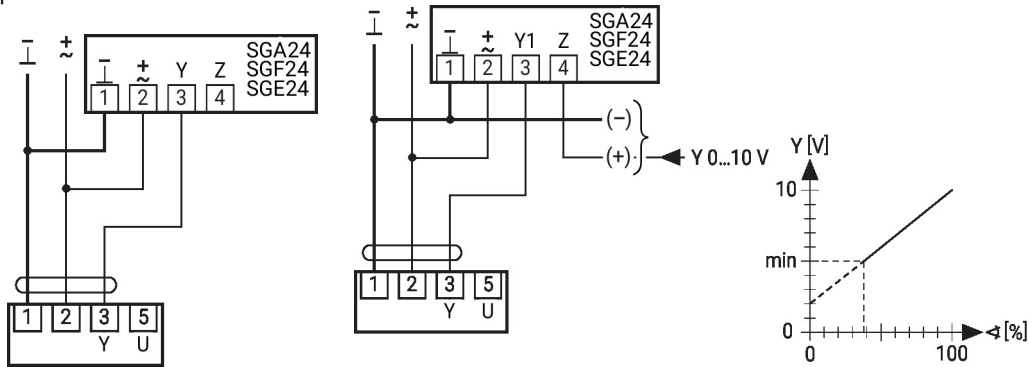 − + ~
⊥
SGA24
SGF24
SGE24
− + ~ Y Z
⊥
1 2 3 4
1 2 3 5
Y U
− + ~
⊥
SGA24
SGF24
SGE24
− + ~ Y1 Z
⊥
1 2 3 4
(−)
(+) Y 0...10 V
1 2 3 5
Y U
Y [V]
10
min
0
0 100
∢ [%]